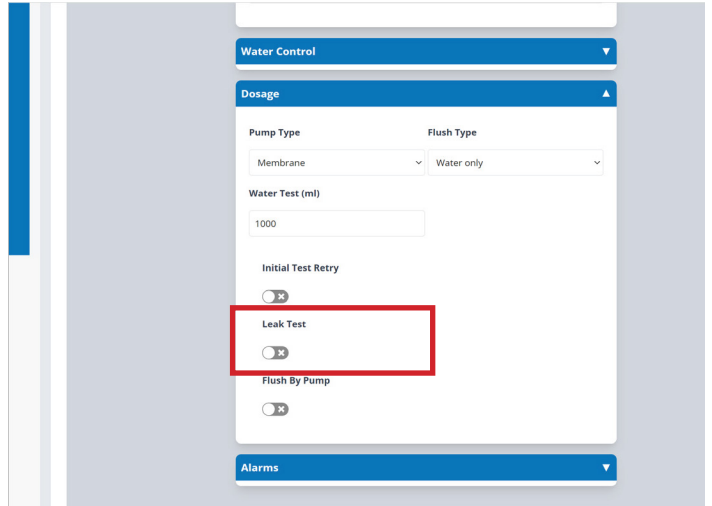 Water Control
Dosage
Pump Type Flush Type
Membrane Water only
Water Test (ml)
1000
Initial Test Retry
Leak Test
Flush By Pump
Alarms